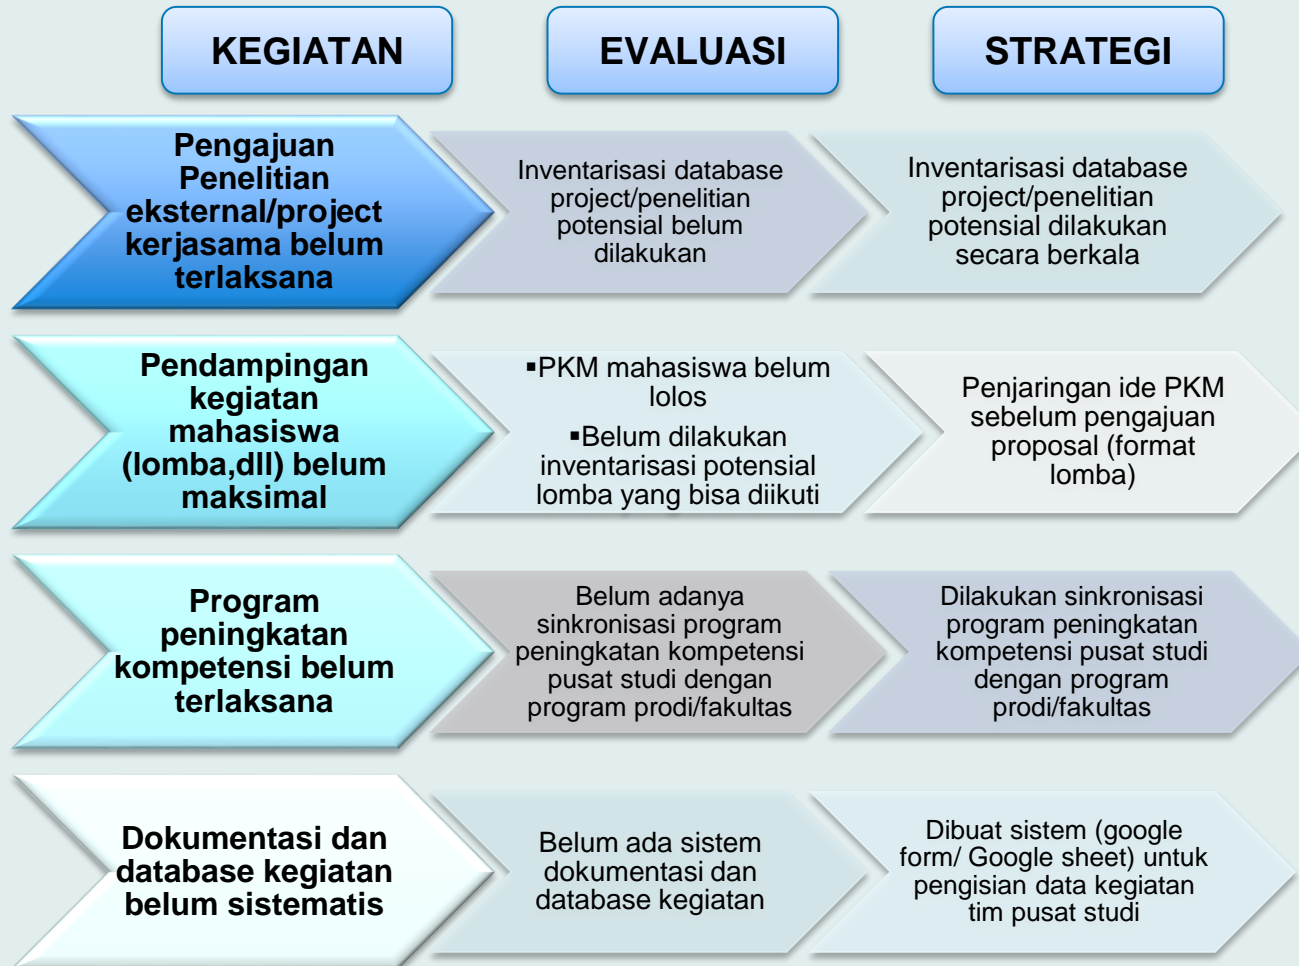 KEGIATAN
EVALUASI
STRATEGI
Pengajuan
Penelitian
eksternal/project
kerjasama belum
terlaksana
Inventarisasi database
project/penelitian
potensial belum
dilakukan
Inventarisasi database
project/penelitian
potensial dilakukan
secara berkala
Pendampingan
kegiatan
mahasiswa
(lomba,dll) belum
maksimal
▪PKM mahasiswa belum
lolos
▪Belum dilakukan
inventarisasi potensial
lomba yang bisa diikuti
Penjaringan ide PKM
sebelum pengajuan
proposal (format
lomba)
Program
peningkatan
kompetensi belum
terlaksana
Belum adanya
sinkronisasi program
peningkatan kompetensi
pusat studi dengan
program prodi/fakultas
Dilakukan sinkronisasi
program peningkatan
kompetensi pusat studi
dengan program
prodi/fakultas
Dokumentasi dan
database kegiatan
belum sistematis
Belum ada sistem
dokumentasi dan
database kegiatan
Dibuat sistem (google
form/ Google sheet) untuk
pengisian data kegiatan
tim pusat studi